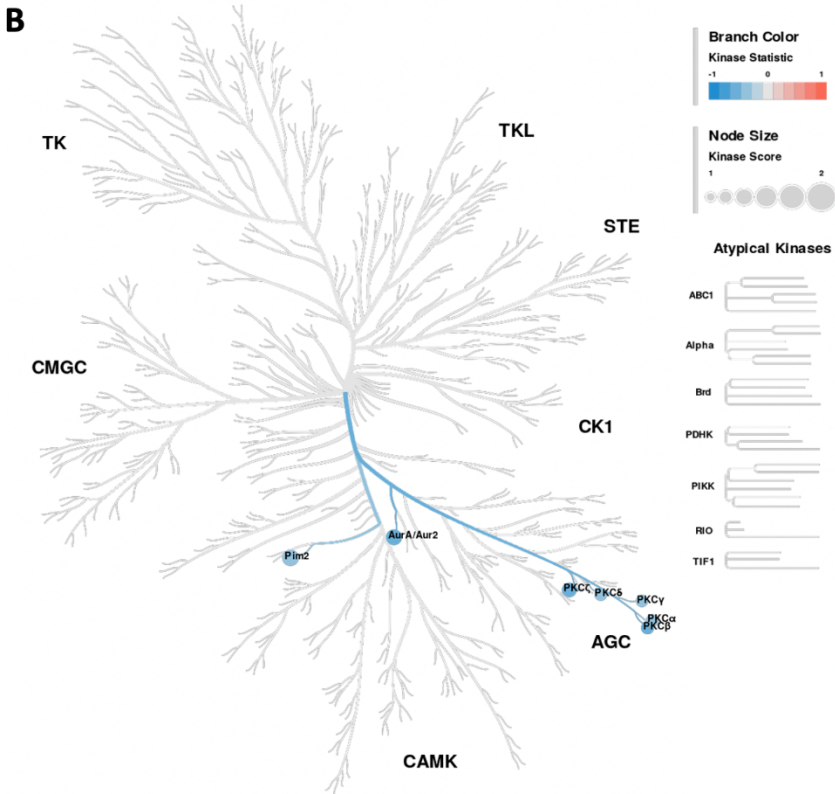 B
Branch Color
Kinase Statistic
-1 0 1
Node Size
Kinase Score
1 2
Atypical Kinases
ABC1
Alpha
Brd
PDHK
PIKK
RIO
TIF1
TK
TKL
STE
CMGC
CK1
AurA/Aur2
Pim2
PKCζ
PKCδ
PKCγ
PKCα
PKCβ
AGC
CAMK